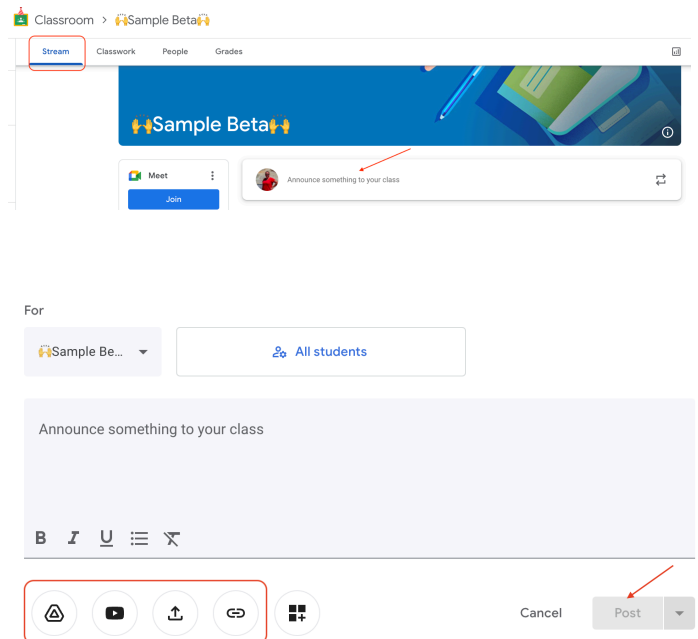 Classroom > 🙌Sample Beta🙌
Stream Classwork People Grades
🙌Sample Beta🙌
Meet
Announce something to your class
Join
For
🙌Sample Be...
All students
Announce something to your class
B I U
Cancel Post